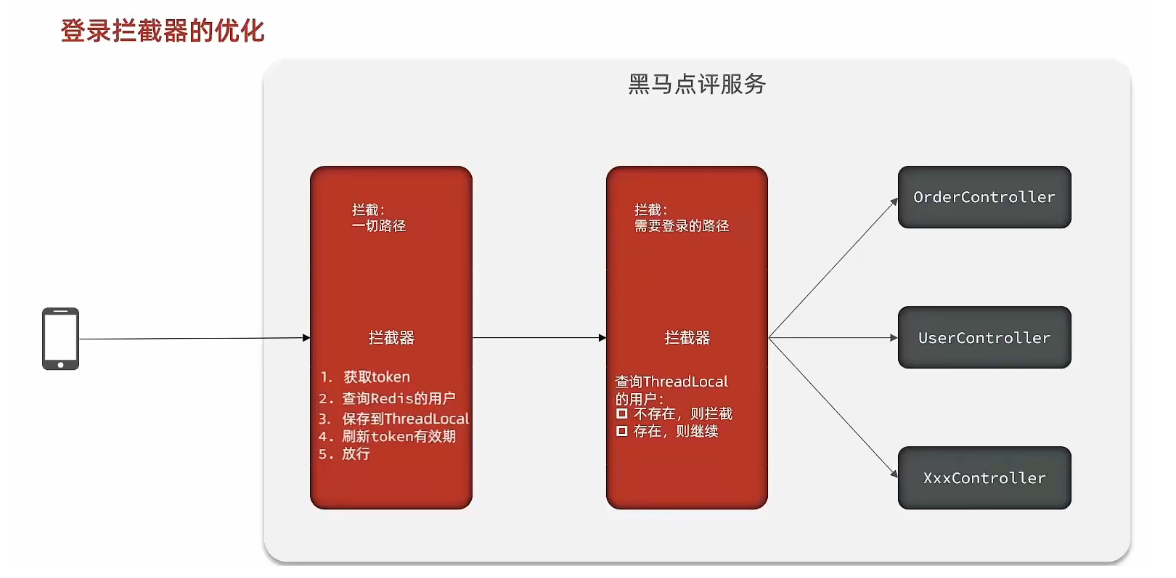 登录拦截器的优化
黑马点评服务
拦截：
一切路径
拦截器
1. 获取token
2. 查询Redis的用户
3. 保存到ThreadLocal
4. 刷新token有效期
5. 放行
拦截：
需要登录的路径
拦截器
查询ThreadLocal
的用户：
不存在，则拦截
存在，则继续
OrderController
UserController
XxxController